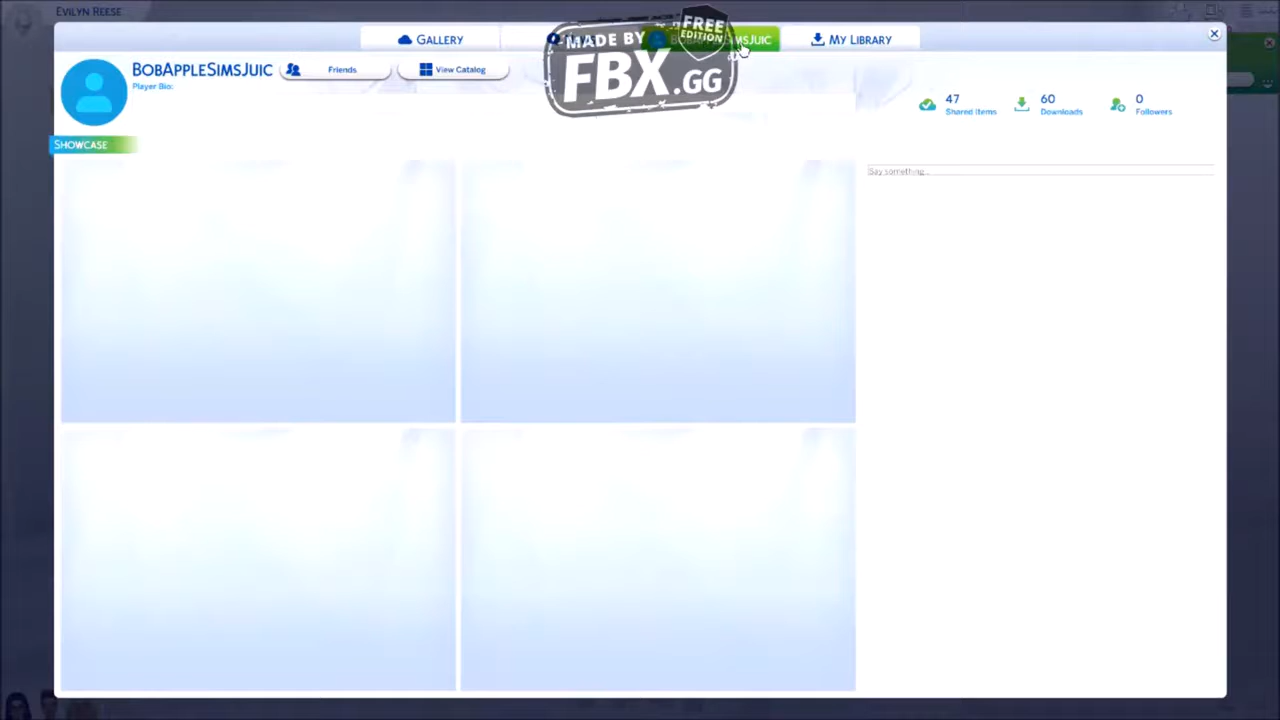 EVILYN REESE
GALLERY
MY LIBRARY
MADE BY
FREE
EDITION
FBX.GG
BOBAPPLESIMSJUIC
Friends
View Catalog
Player Bio:
47
Shared Items
60
Downloads
0
Followers
SHOWCASE
Say something...